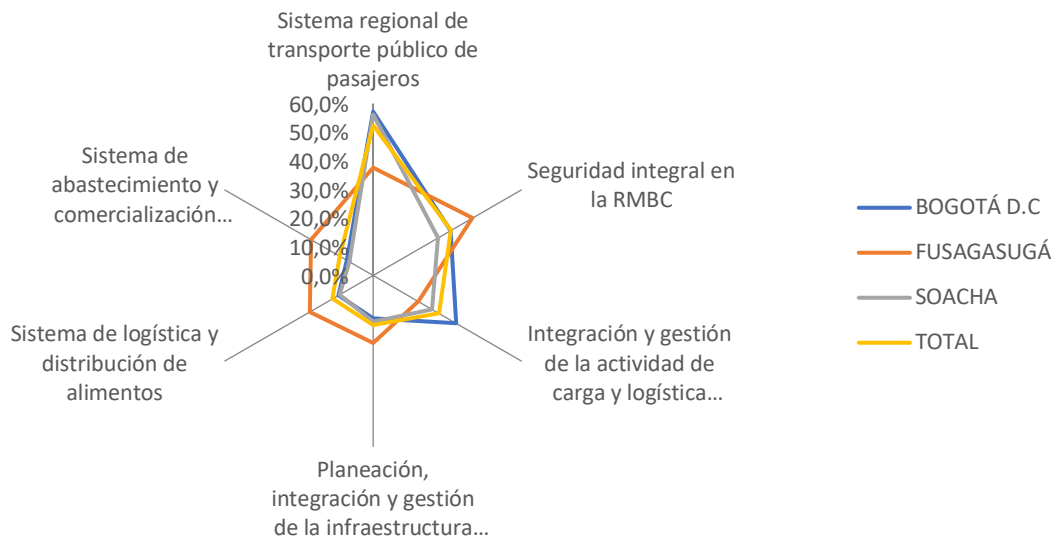 Sistema regional de
transporte público de
pasajeros
60,0%
50,0%
40,0%
30,0%
20,0%
10,0%
0,0%
Seguridad integral en
la RMBC
Integración y gestión
de la actividad de
carga y logística...
Planeación,
integración y gestión
de la infraestructura...
Sistema de logística y
distribución de
alimentos
Sistema de
abastecimiento y
comercialización...
BOGOTÁ D.C
FUSAGASUGÁ
SOACHA
TOTAL